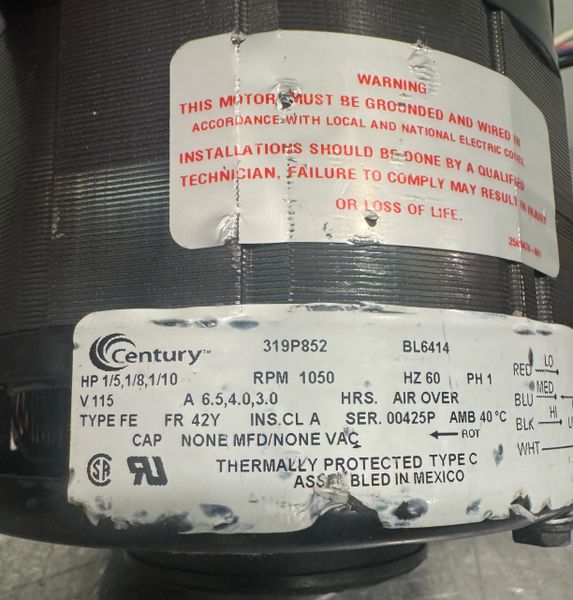 WARNING
THIS MOTOR MUST BE GROUNDED AND WIRED IN
ACCORDANCE WITH LOCAL AND NATIONAL ELECTRIC CODES.
INSTALLATIONS SHOULD BE DONE BY A QUALIFIED
TECHNICIAN, FAILURE TO COMPLY MAY RESULT IN INJURY
OR LOSS OF LIFE.
Century™ 319P852 BL6414
HP 1/5,1/8,1/10 RPM 1050 HZ 60 PH 1
V 115 A 6.5,4.0,3.0 HRS. AIR OVER
TYPE FE FR 42Y INS.CL A SER. 00425P AMB 40 °C
CAP NONE MFD/NONE VAC ← ROT
THERMALLY PROTECTED TYPE C
ASSEMBLED IN MEXICO
RED LO
BLU MED
BLK HI
WHT